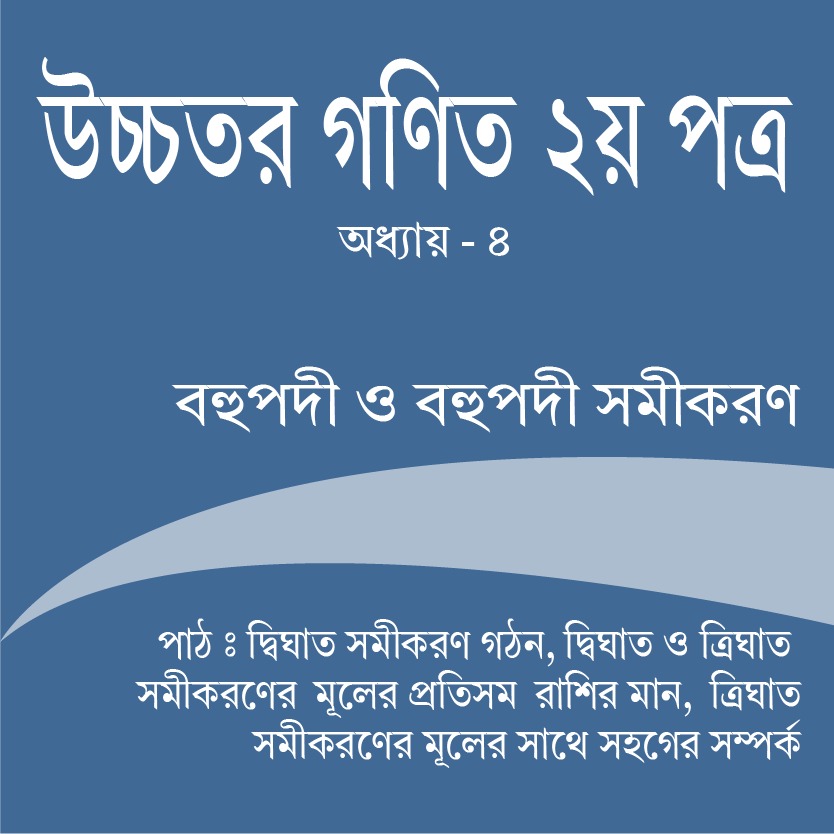 উচ্চতর গণিত ২য় পত্র
অধ্যায় - ৪
বহুপদী ও বহুপদী সমীকরণ
পাঠ ঃ দ্বিঘাত সমীকরণ গঠন, দ্বিঘাত ও ত্রিঘাত
সমীকরণের মূলের প্রতিসম রাশির মান, ত্রিঘাত
সমীকরণের মূলের সাথে সহগের সম্পর্ক